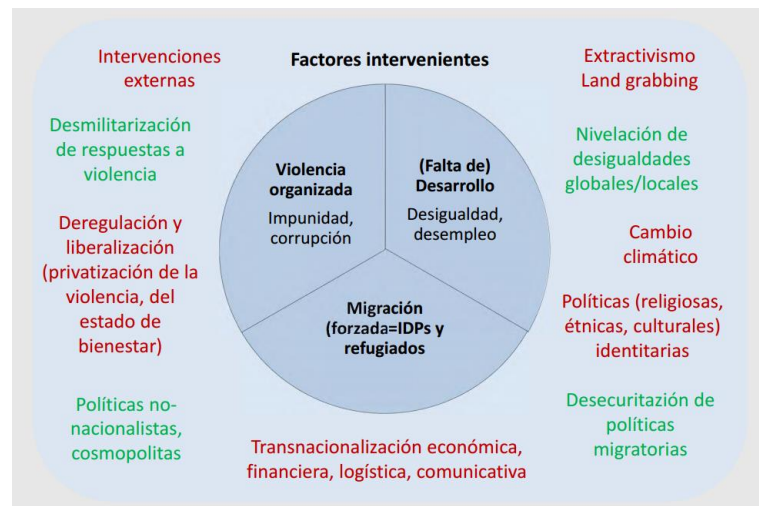 Factores intervenientes
Intervenciones
externas
Desmilitarización
de respuestas a
violencia
Deregulación y
liberalización
(privatización de la
violencia, del
estado de
bienestar)
Políticas no-
nacionalistas,
cosmopolitas
Violencia
organizada
Impunidad,
corrupción
(Falta de)
Desarrollo
Desigualdad,
desempleo
Migración
(forzada=IDPs y
refugiados
Transnacionalización económica,
financiera, logística, comunicativa
Extractivismo
Land grabbing
Nivelación de
desigualdades
globales/locales
Cambio
climático
Políticas (religiosas,
étnicas, culturales)
identitarias
Desecuritazión de
políticas
migratorias